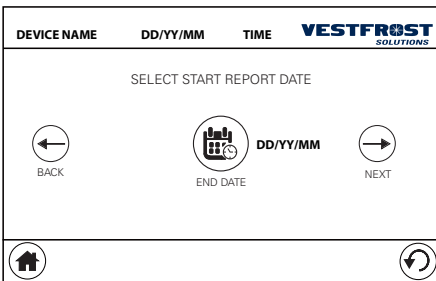 DEVICE NAME DD/YY/MM TIME VESTFROST
SOLUTIONS
SELECT START REPORT DATE
DD/YY/MM
BACK
END DATE
NEXT